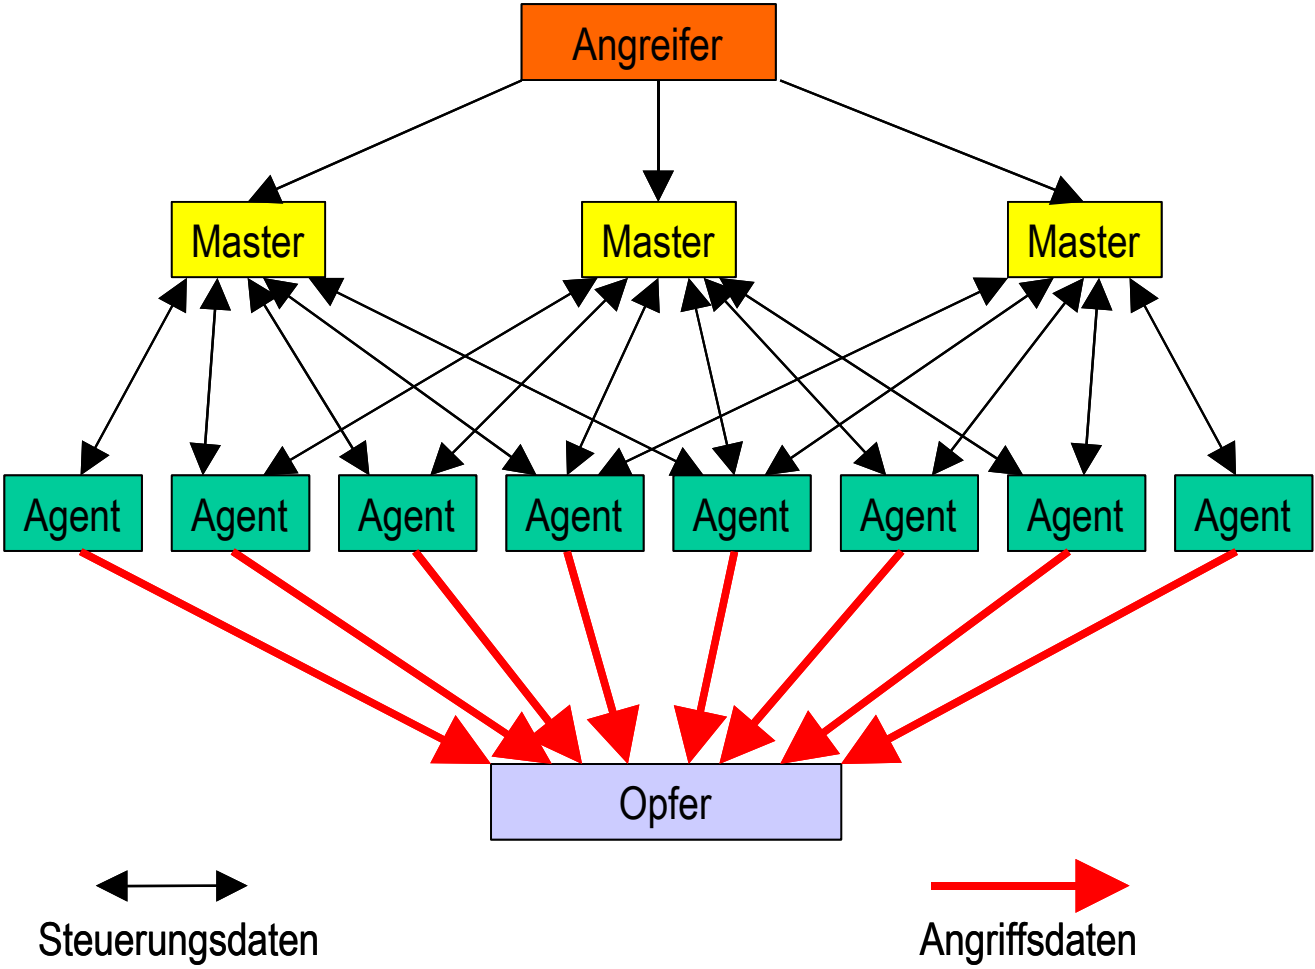 Angreifer
Master Master Master
Agent Agent Agent Agent Agent Agent Agent Agent
Opfer
Steuerungsdaten Angriffsdaten